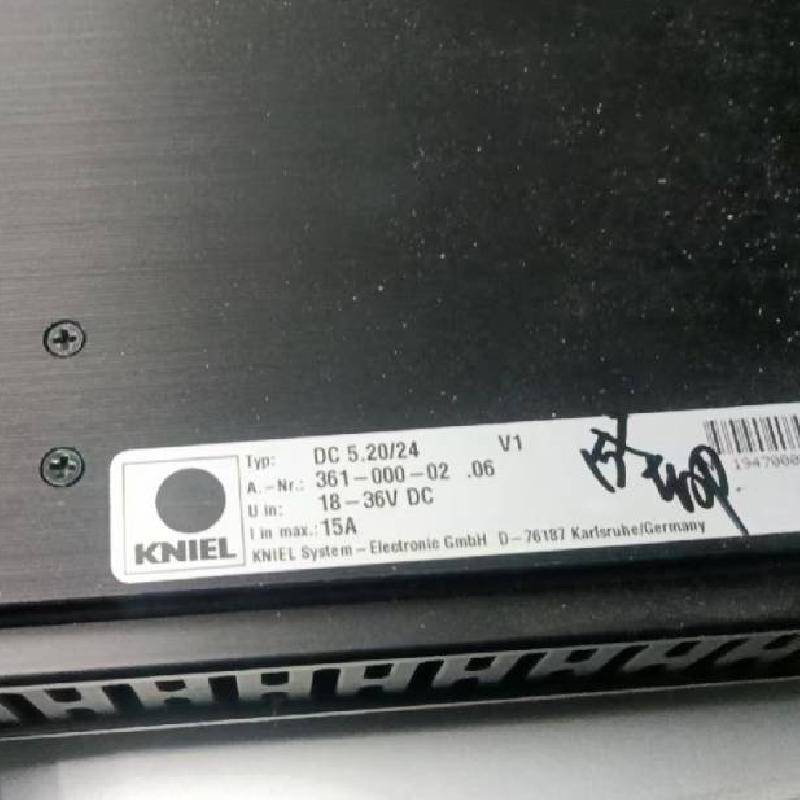 Typ: DC 5.20/24 V1
A.-Nr.: 361-000-02 .06
U in: 18-36V DC
I in max.: 15A
KNIEL
KNIEL System-Electronic GmbH D-76187 Karlsruhe/Germany